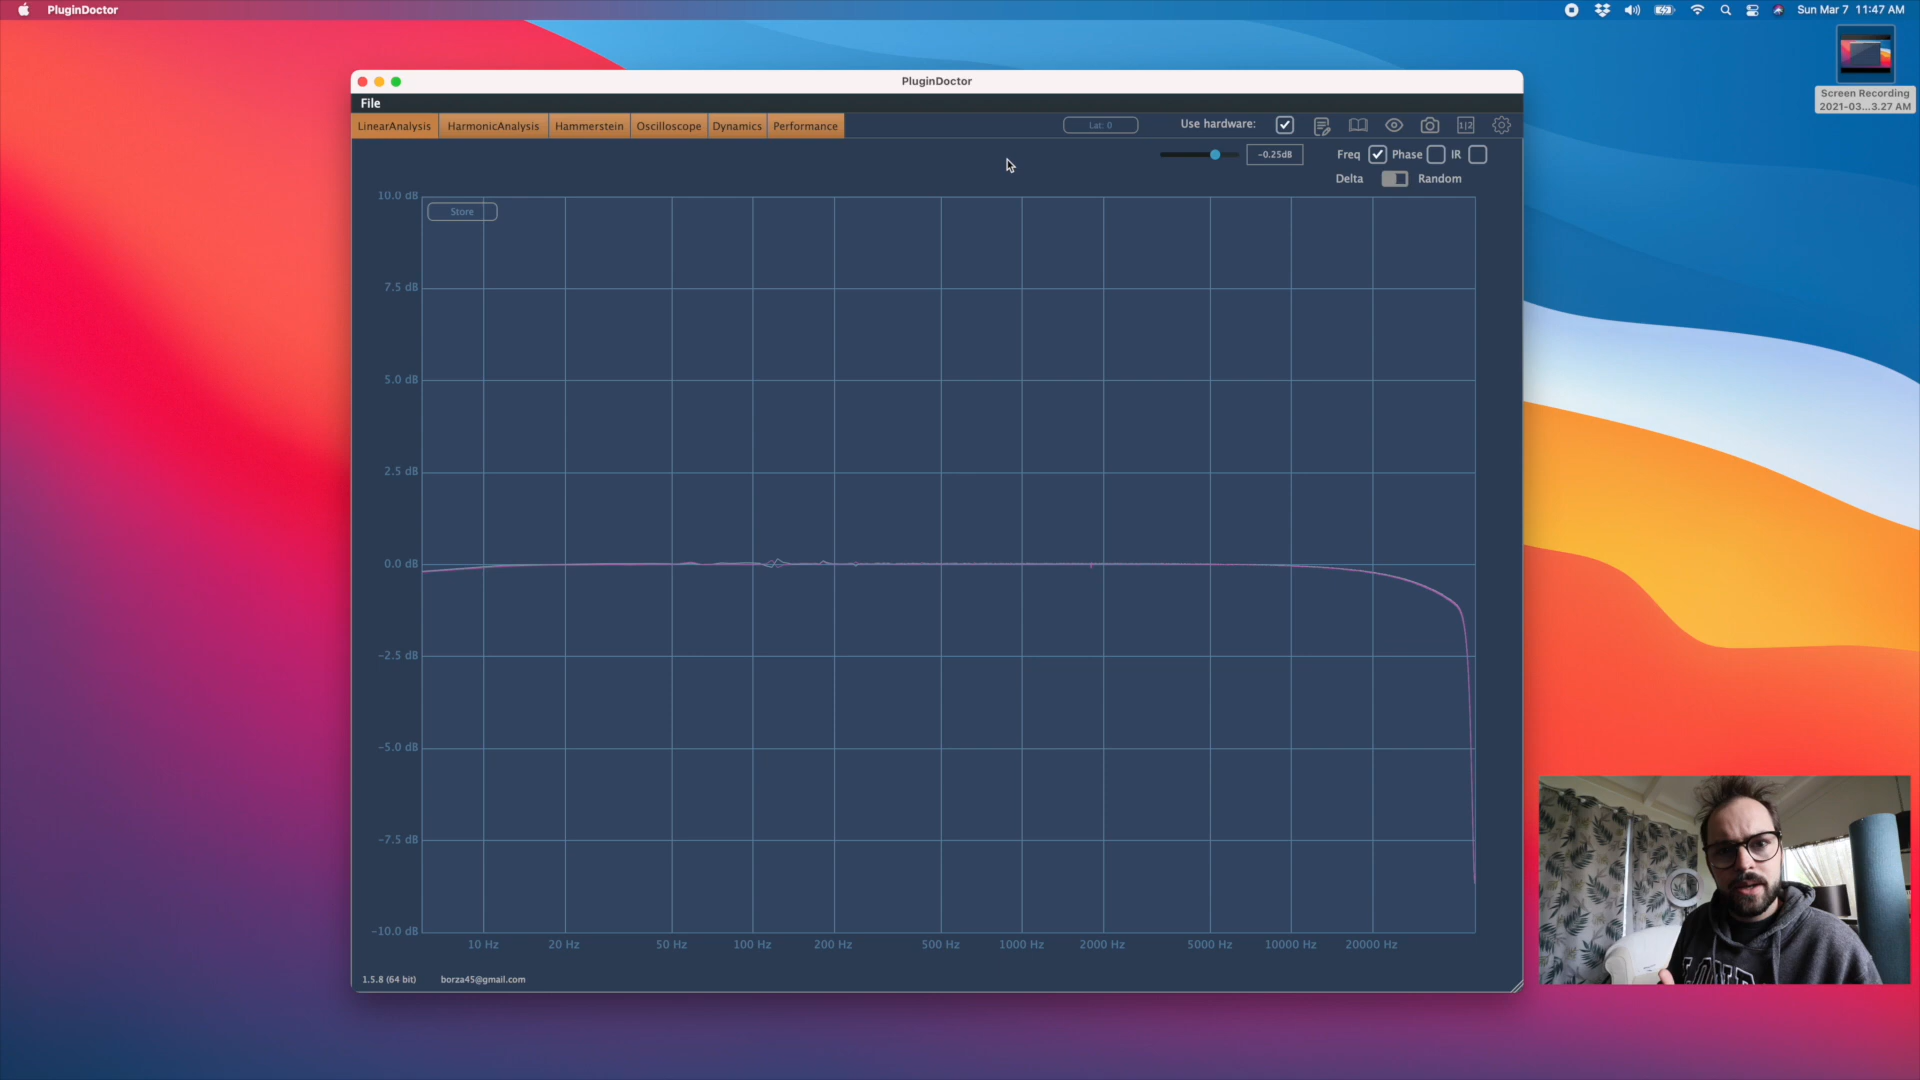 PluginDoctor
Sun Mar 7 11:47 AM
Screen Recording
2021-03...3.27 AM
PluginDoctor
File
LinearAnalysis HarmonicAnalysis Hammerstein Oscilloscope Dynamics Performance
Lat: 0
Use hardware:
1|2
-0.25dB
Freq Phase IR
Delta Random
Store
10.0 dB
7.5 dB
5.0 dB
2.5 dB
0.0 dB
-2.5 dB
-5.0 dB
-7.5 dB
-10.0 dB
10 Hz 20 Hz 50 Hz 100 Hz 200 Hz 500 Hz 1000 Hz 2000 Hz 5000 Hz 10000 Hz 20000 Hz
1.5.8 (64 bit) borza45@gmail.com